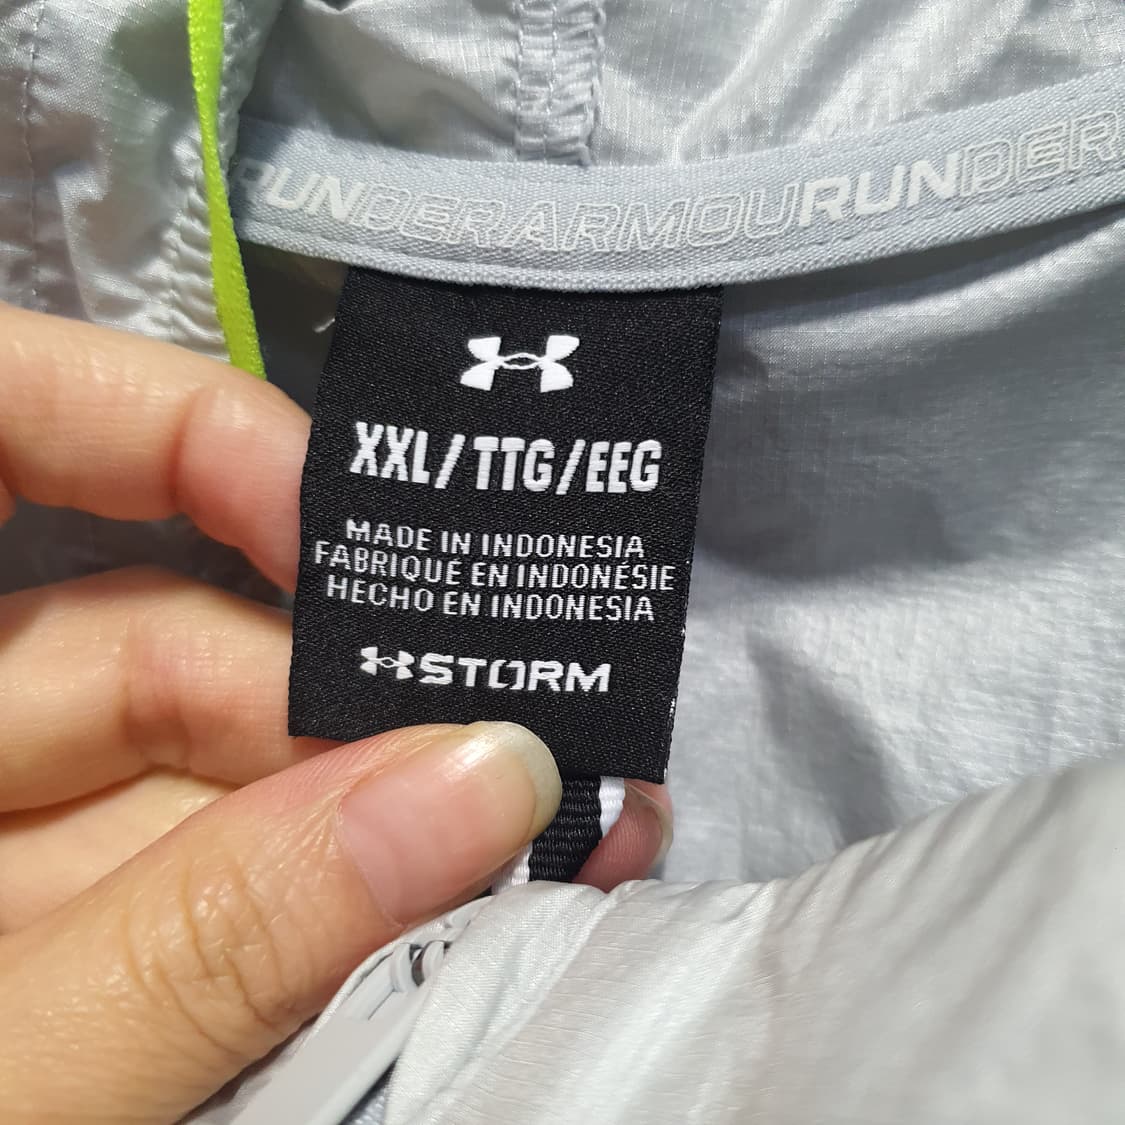 RUNDERARMOURUNDER
XXL/TTG/EEG
MADE IN INDONESIA
FABRIQUÉ EN INDONÉSIE
HECHO EN INDONESIA
STORM